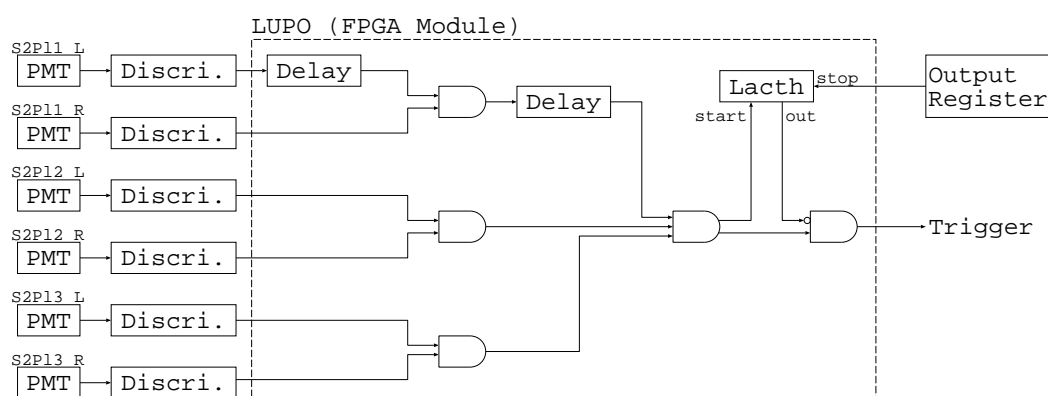 LUPO (FPGA Module)
S2Pl1 L
PMT
Discri.
Delay
S2Pl1 R
PMT
Discri.
Delay
Lacth
start
out
stop
Output
Register
S2Pl2 L
PMT
Discri.
S2Pl2 R
PMT
Discri.
Trigger
S2Pl3 L
PMT
Discri.
S2Pl3 R
PMT
Discri.